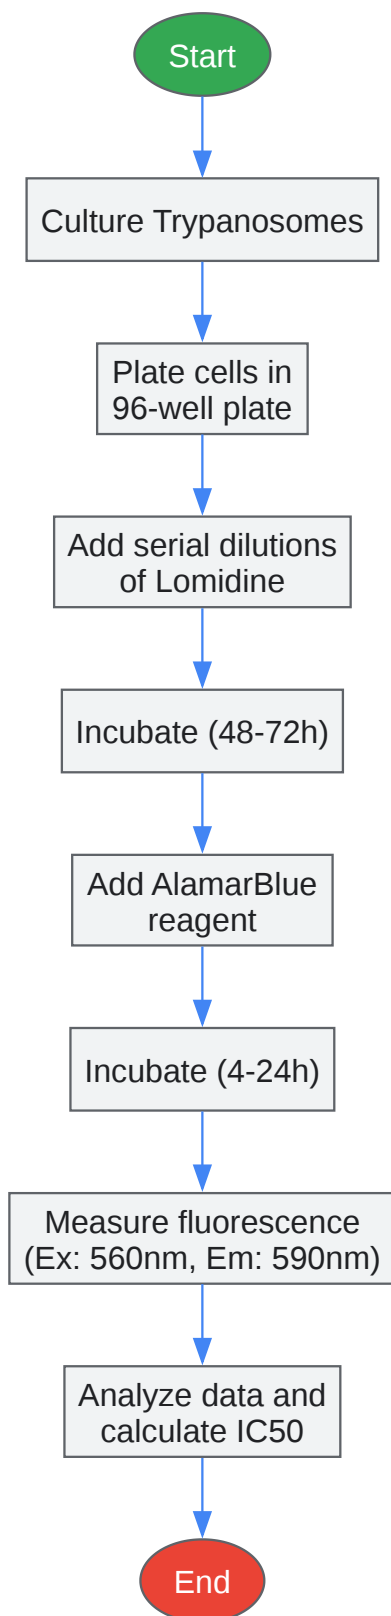 Start
Culture Trypanosomes
Plate cells in
96-well plate
Add serial dilutions
of Lomidine
Incubate (48-72h)
Add AlamarBlue
reagent
Incubate (4-24h)
Measure fluorescence
(Ex: 560nm, Em: 590nm)
Analyze data and
calculate IC50
End